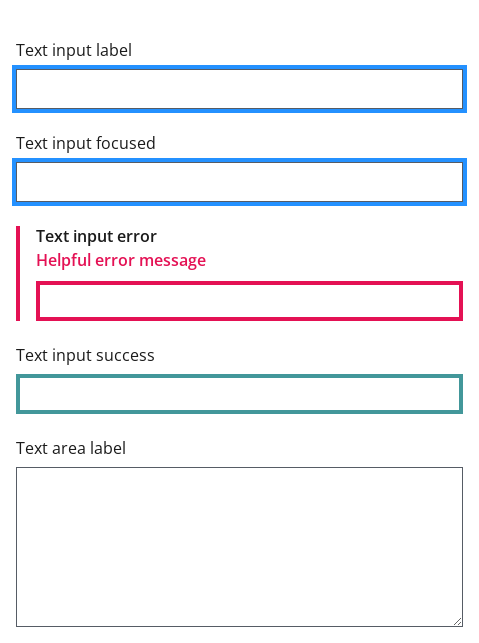 Text input label
Text input focused
Text input error
Helpful error message
Text input success
Text area label